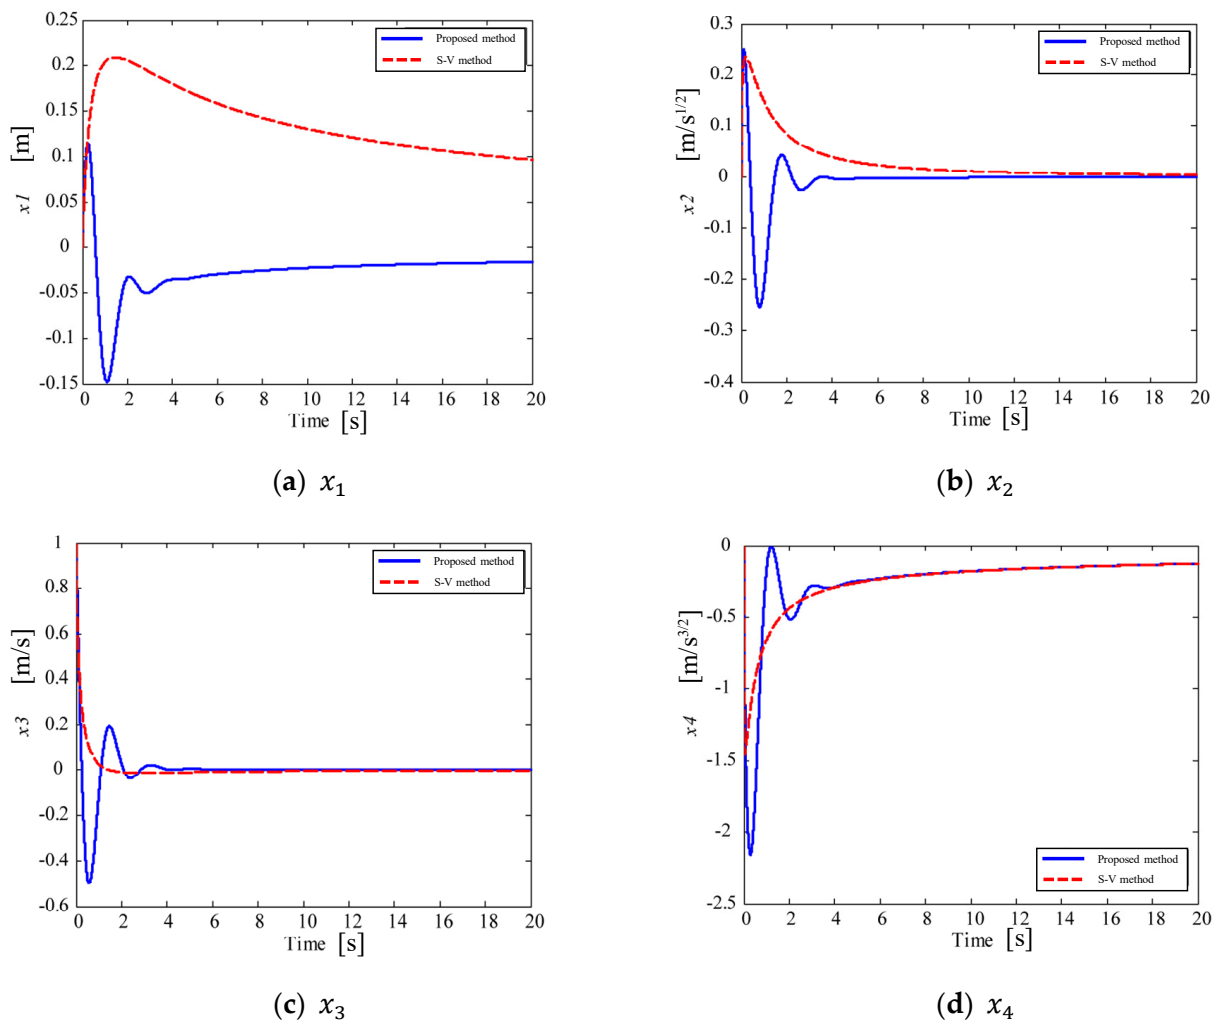 0.25
0.2
0.15
0.1
0.05
0
-0.05
-0.1
-0.15
x1 [m]
Proposed method
S-V method
0 2 4 6 8 10 12 14 16 18 20
Time [s]
(a) x₁
0.3
0.2
0.1
0
-0.1
-0.2
-0.3
-0.4
x2 [m/s^{1/2}]
Proposed method
S-V method
0 2 4 6 8 10 12 14 16 18 20
Time [s]
(b) x₂
1
0.8
0.6
0.4
0.2
0
-0.2
-0.4
-0.6
x3 [m/s]
Proposed method
S-V method
0 2 4 6 8 10 12 14 16 18 20
Time [s]
(c) x₃
0
-0.5
-1
-1.5
-2
-2.5
x4 [m/s^{3/2}]
Proposed method
S-V method
0 2 4 6 8 10 12 14 16 18 20
Time [s]
(d) x₄